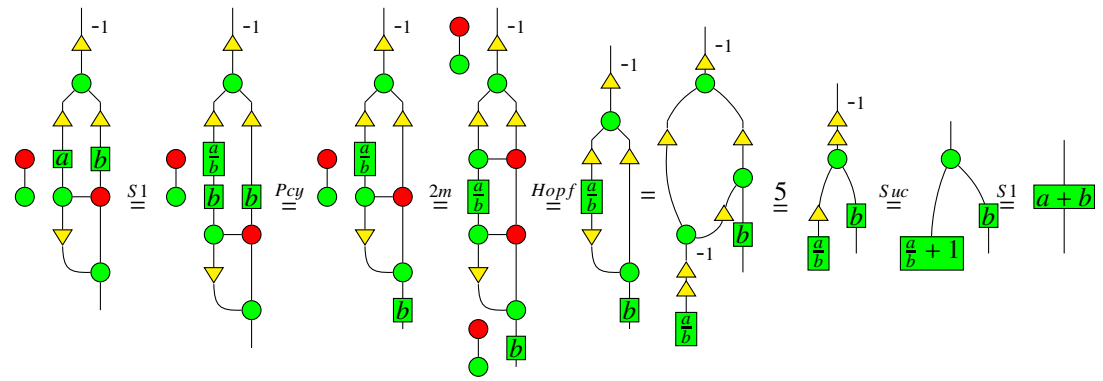 -1 a b S1 =
-1 a/b b b Pcy =
-1 a/b b 2m =
-1 a/b b Hopf =
-1 a/b b =
-1 b -1 a/b 5 =
-1 a/b b Suc =
a/b + 1 b S1 =
a + b